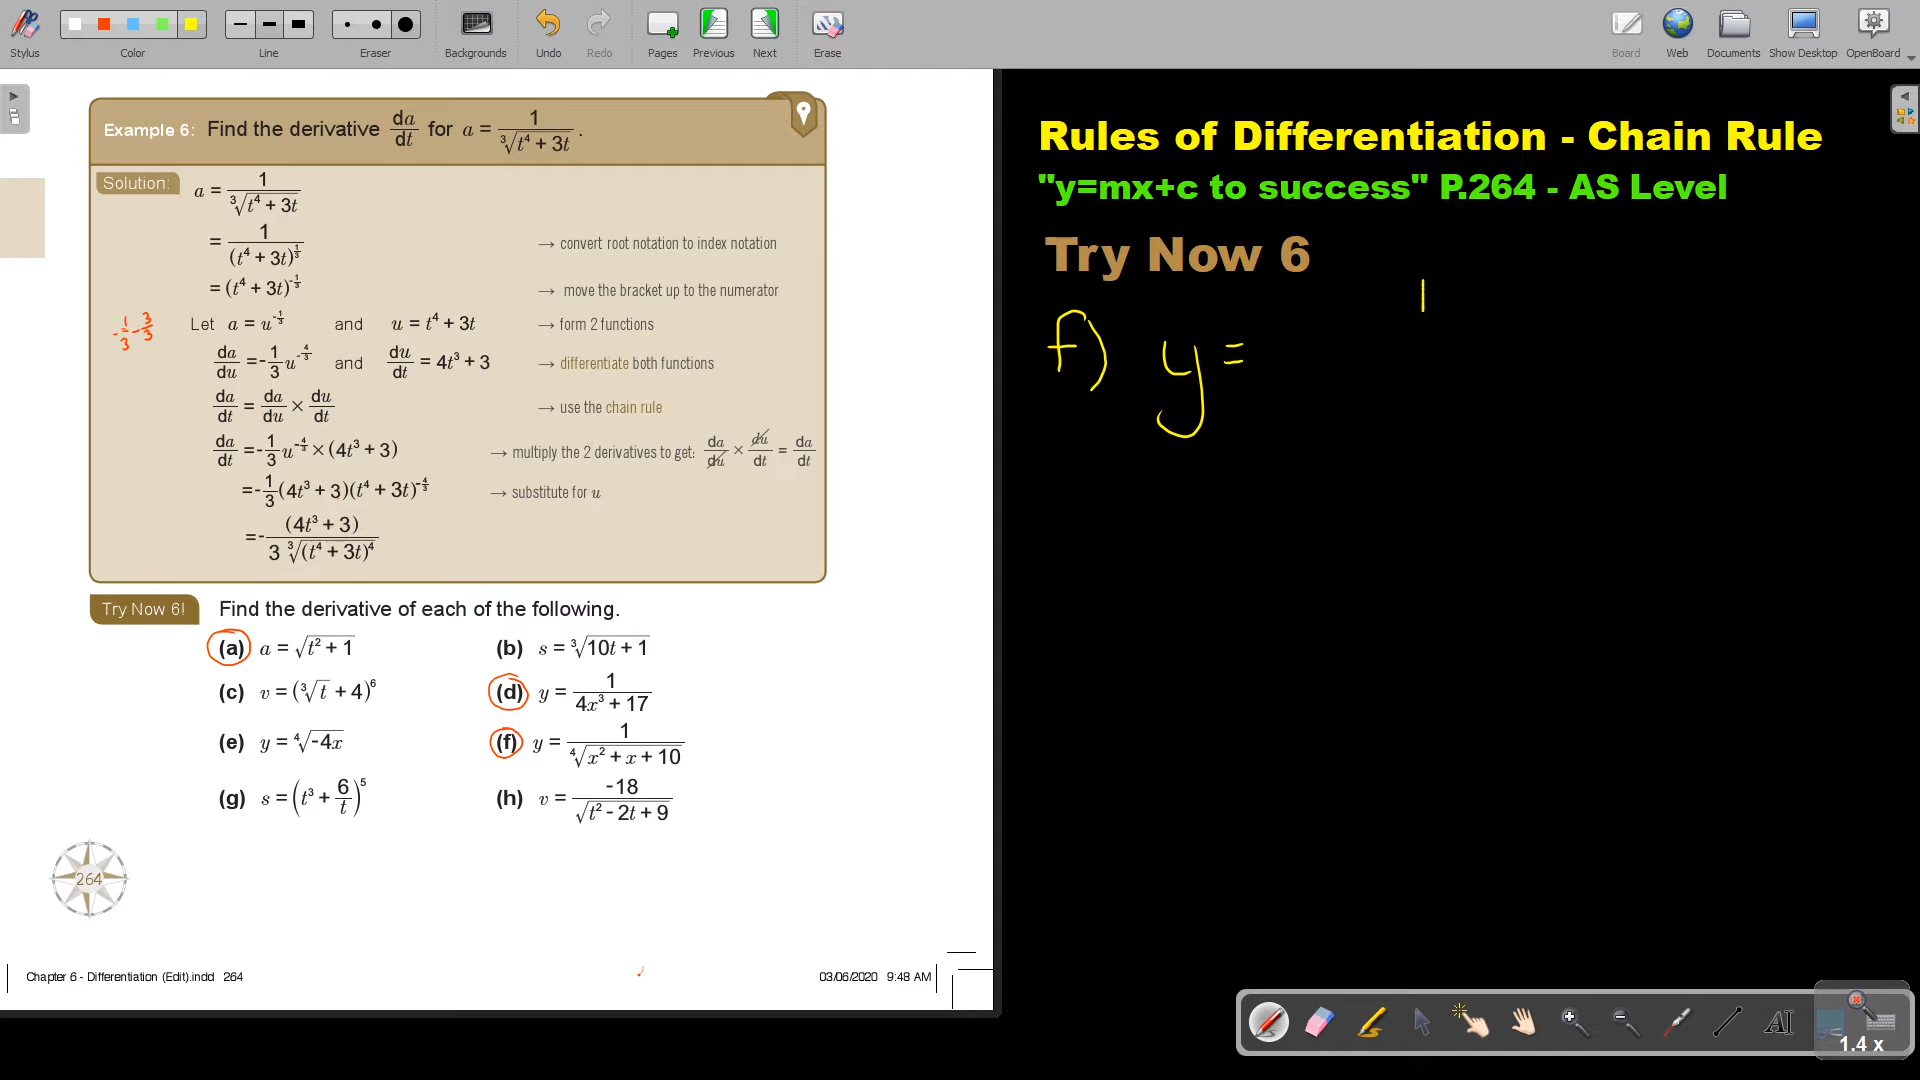 Stylus Color Line Eraser Backgrounds Undo Redo Pages Previous Next Erase Board Web Documents Show Desktop OpenBoard
Example 6: Find the derivative da/dt for a = 1/∛(t⁴ + 3t).
Solution: a = 1/∛(t⁴ + 3t)
= 1/(t⁴ + 3t)^(1/3) → convert root notation to index notation
= (t⁴ + 3t)^(-1/3) → move the bracket up to the numerator
-1/3 - 3/3
Let a = u^(-1/3) and u = t⁴ + 3t → form 2 functions
da/du = -1/3 u^(-4/3) and du/dt = 4t³ + 3 → differentiate both functions
da/dt = da/du × du/dt → use the chain rule
da/dt = -1/3 u^(-4/3) × (4t³ + 3) → multiply the 2 derivatives to get: da/du × du/dt = da/dt
= -1/3 (4t³ + 3)(t⁴ + 3t)^(-4/3) → substitute for u
= - (4t³ + 3)/(3 ∛(t⁴ + 3t)⁴)
Try Now 6! Find the derivative of each of the following.
(a) a = √(t² + 1) (b) s = ∛(10t + 1)
(c) v = (∛t + 4)⁶ (d) y = 1/(4x³ + 17)
(e) y = ∜(-4x) (f) y = 1/∜(x² + x + 10)
(g) s = (t³ + 6/t)⁵ (h) v = -18/√(t² - 2t + 9)
264
Chapter 6 - Differentiation (Edit).indd 264 03/06/2020 9:48 AM
Rules of Differentiation - Chain Rule
"y=mx+c to success" P.264 - AS Level
Try Now 6
f) y = 1
AI
1.4 x